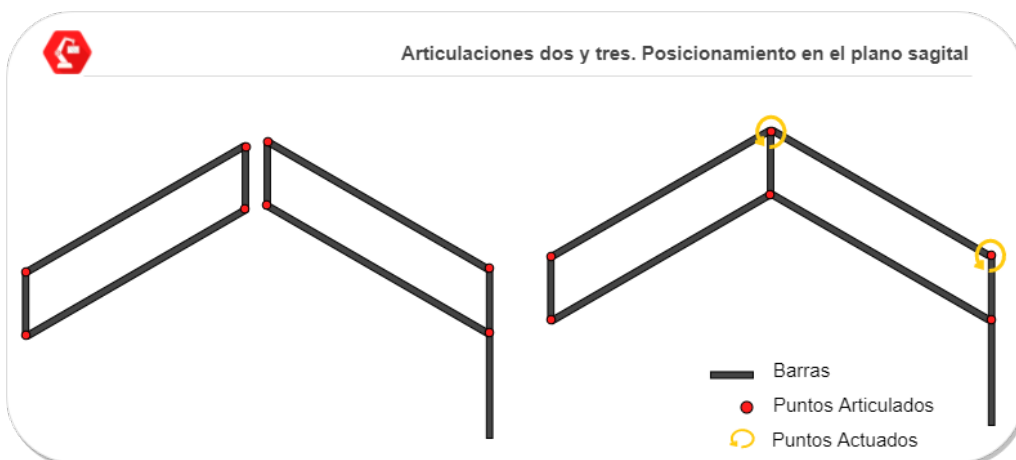 Articulaciones dos y tres. Posicionamiento en el plano sagital
Barras
Puntos Articulados
Puntos Actuados